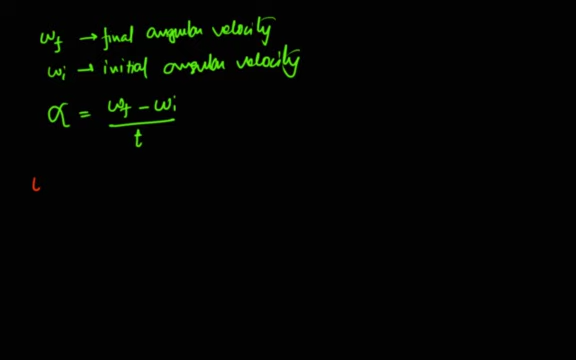 ωf → final angular velocity
ωi → initial angular velocity
α = ωf - ωi / t